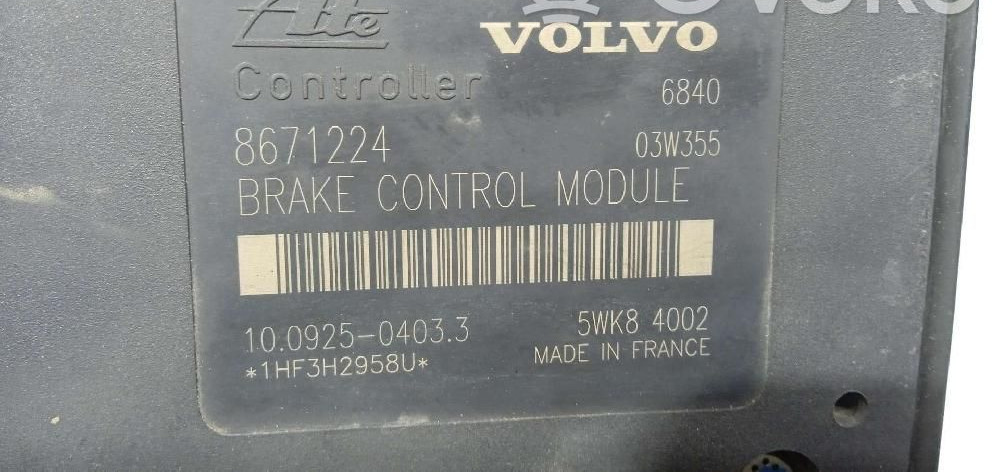 Ate VOLVO
Controller 6840
8671224 03W355
BRAKE CONTROL MODULE
10.0925-0403.3 5WK8 4002
*1HF3H2958U* MADE IN FRANCE